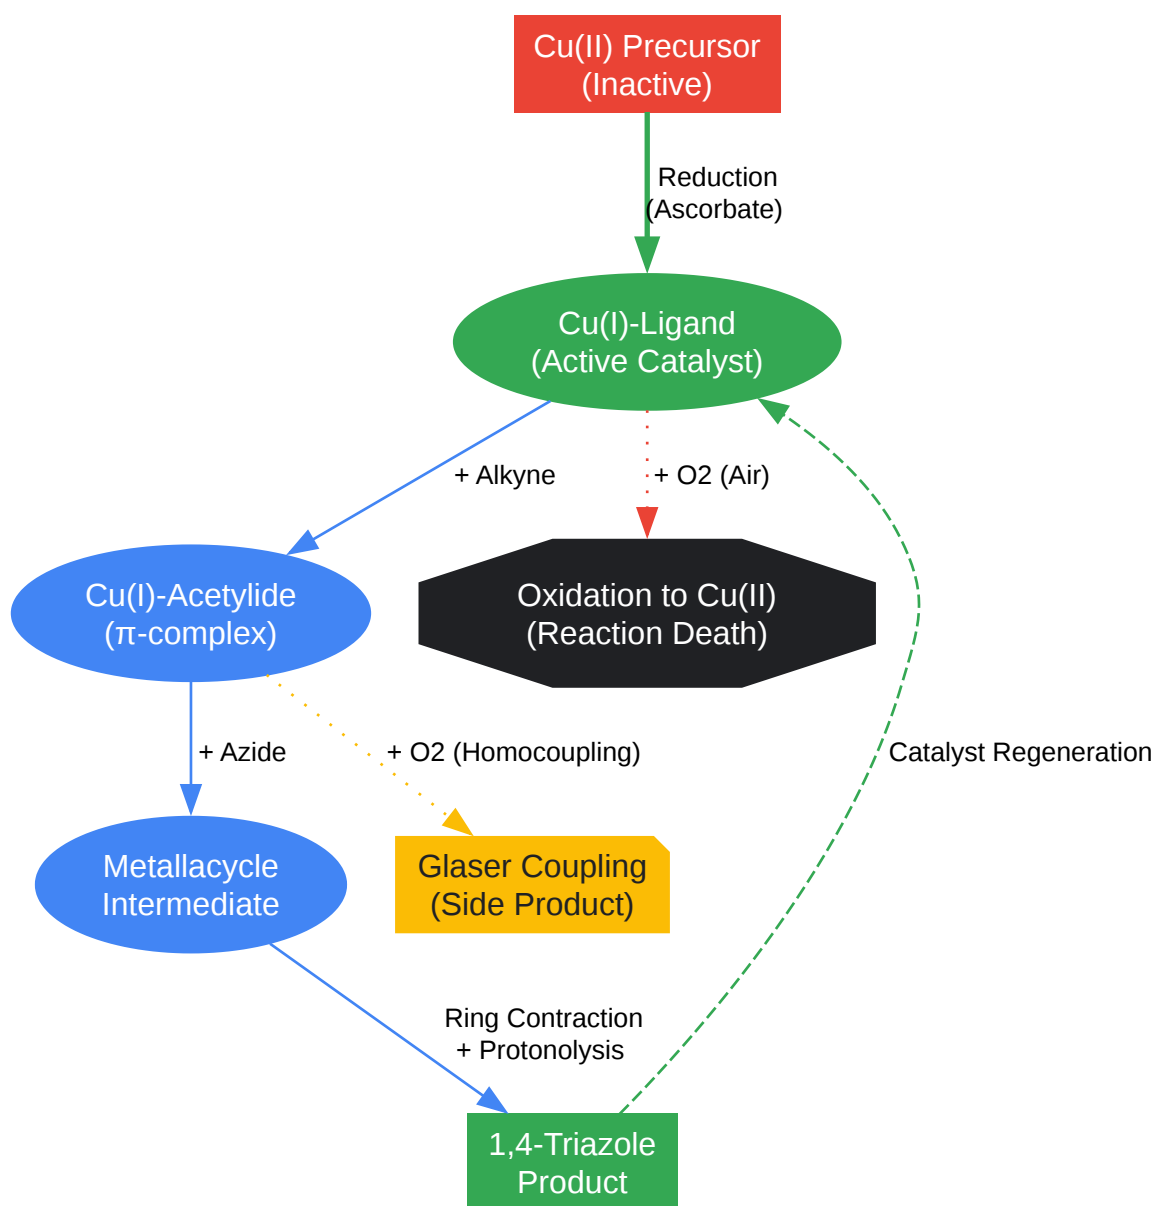 Cu(II) Precursor
(Inactive)
Reduction
(Ascorbate)
Cu(I)-Ligand
(Active Catalyst)
+ Alkyne
+ O2 (Air)
Cu(I)-Acetylide
(π-complex)
Oxidation to Cu(II)
(Reaction Death)
+ Azide
+ O2 (Homocoupling)
Catalyst Regeneration
Metallacycle
Intermediate
Glaser Coupling
(Side Product)
Ring Contraction
+ Protonolysis
1,4-Triazole
Product